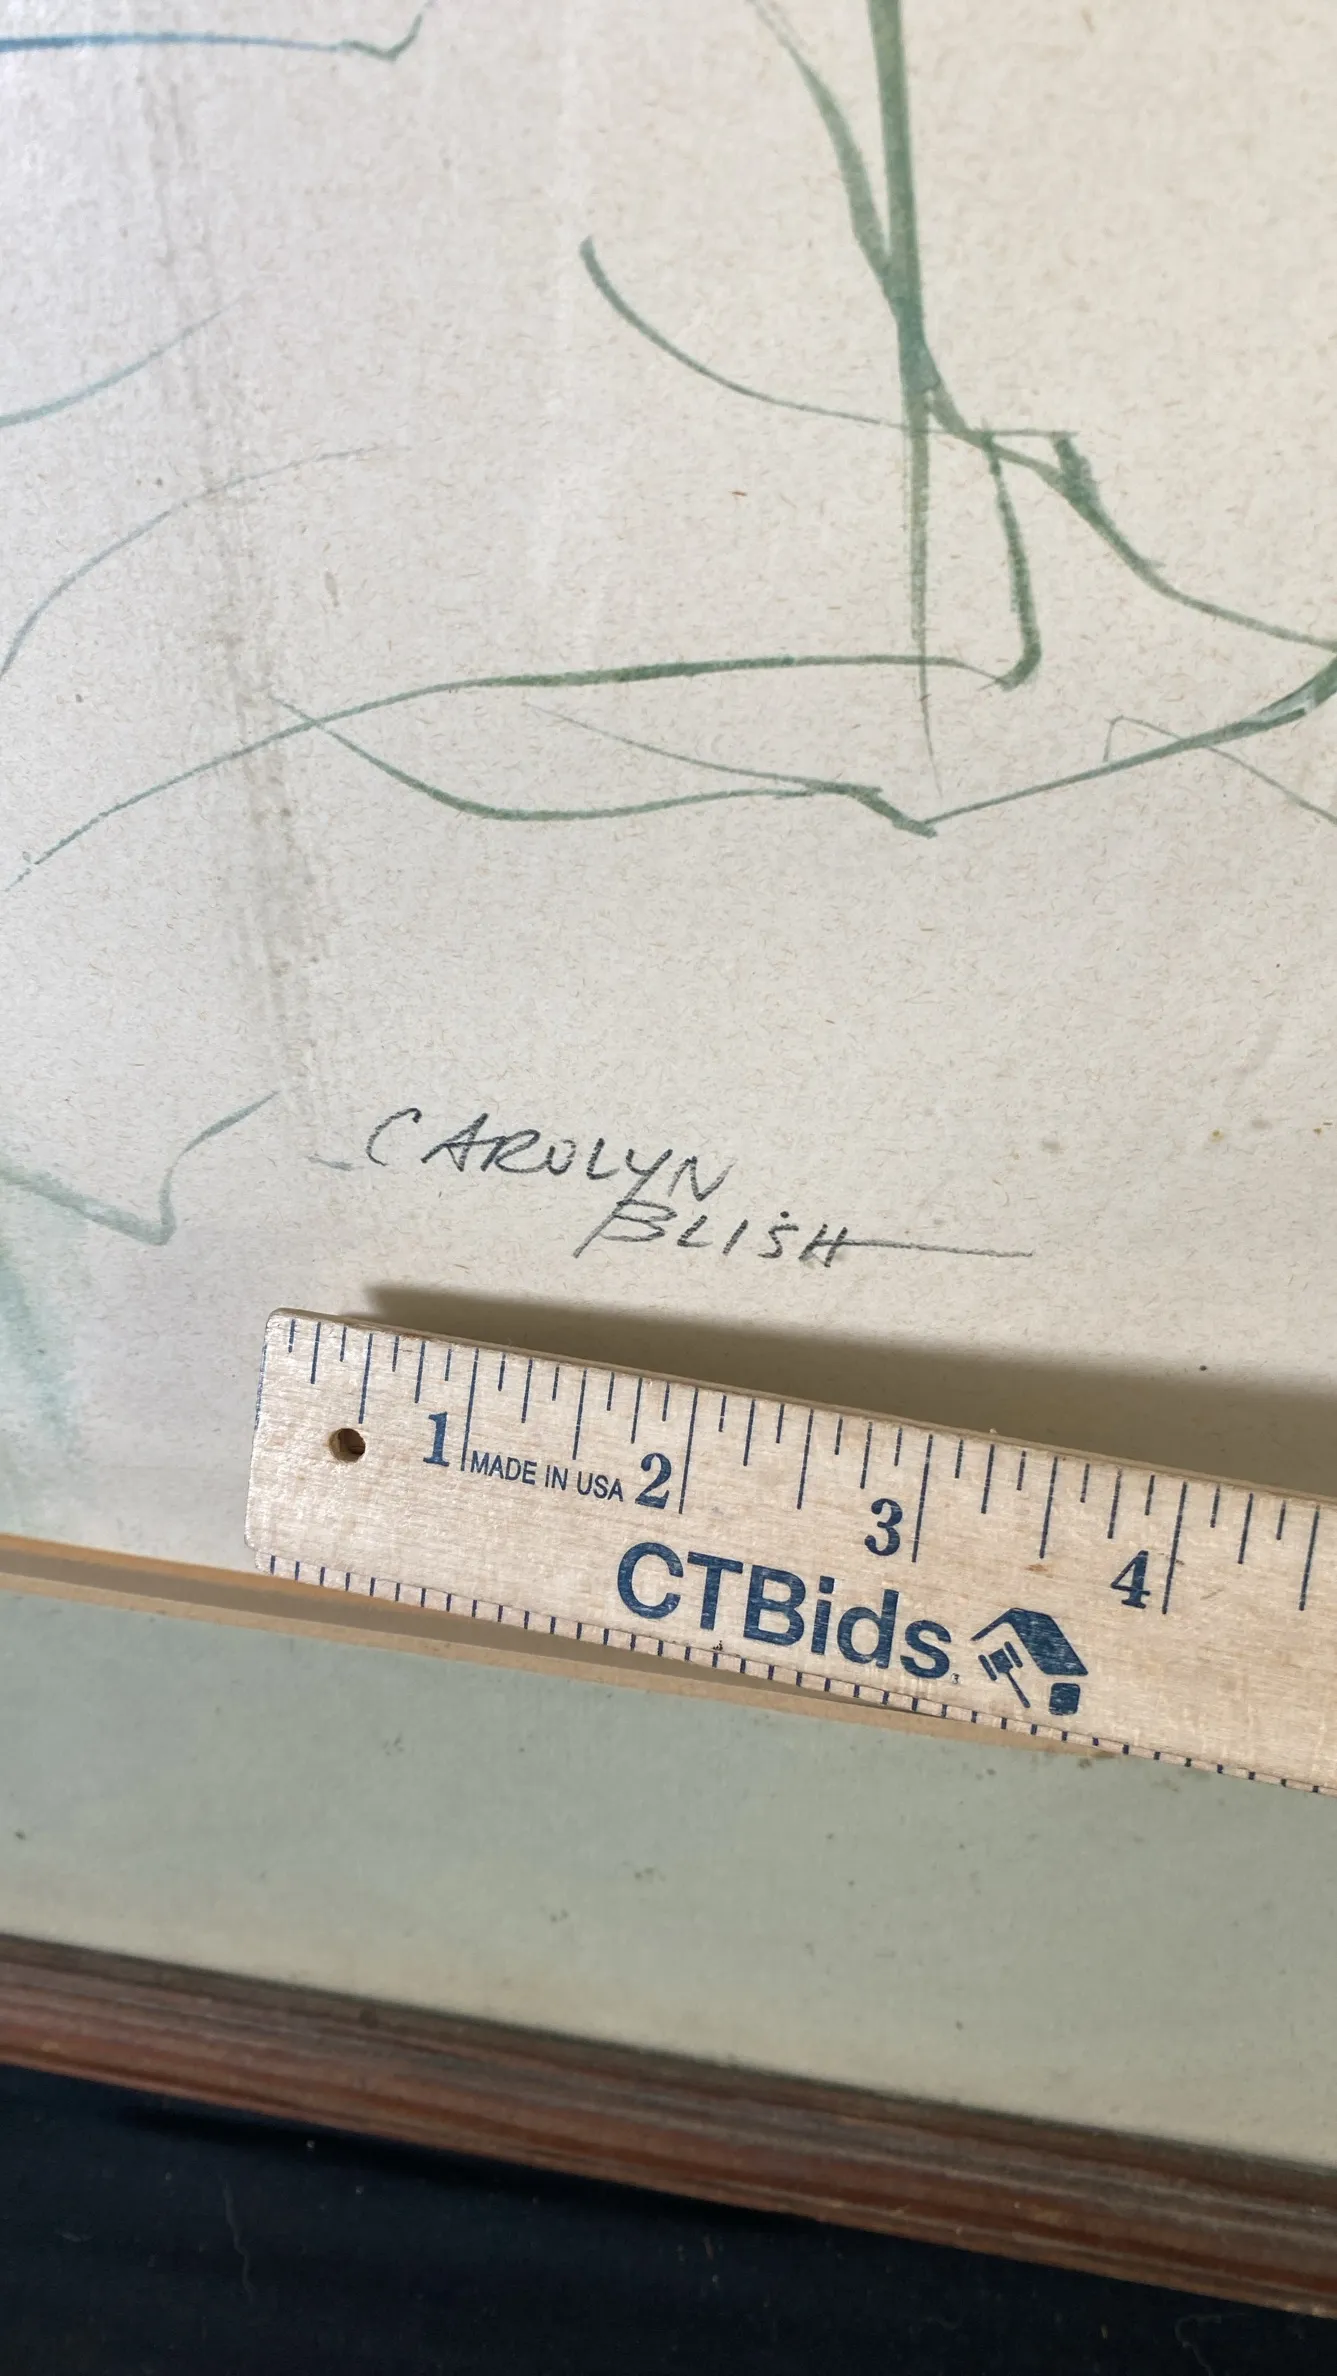 CAROLYN
BLISH
1 2 3 4
MADE IN USA
CTBids